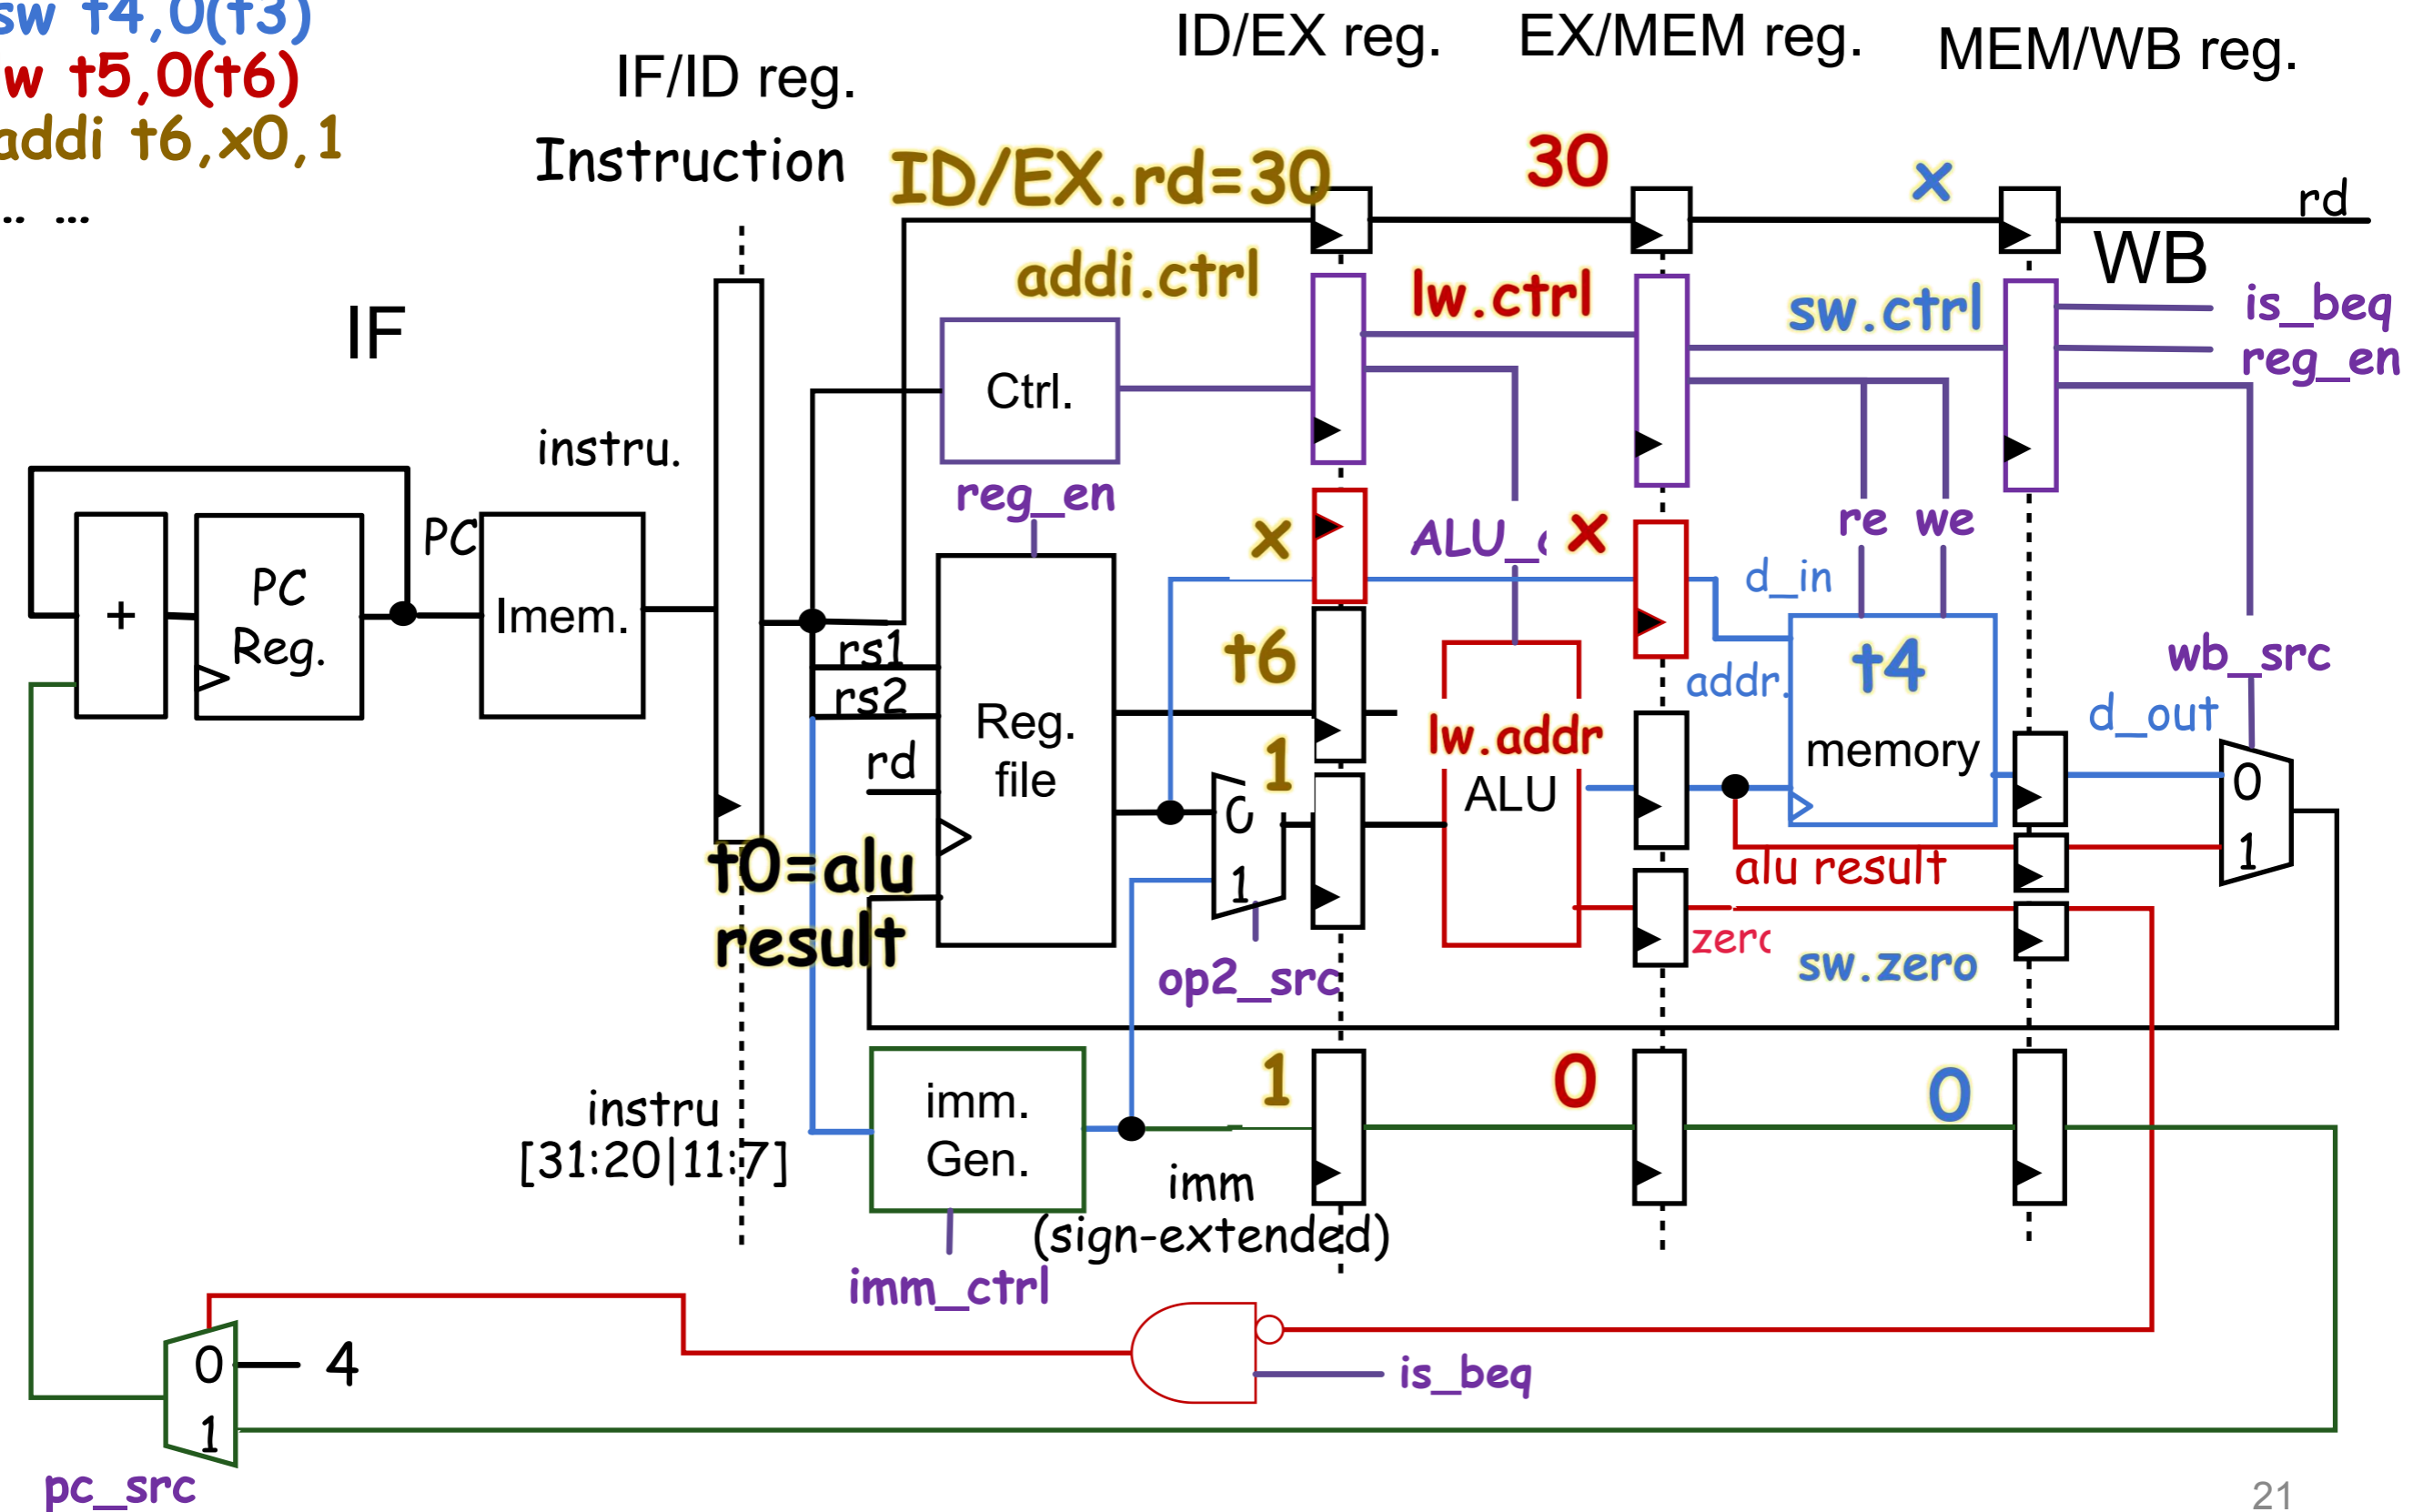 sw t4,0(t3)
w t5,0(t6)
addi t6,x0,1
... ...
IF/ID reg.
ID/EX reg.
EX/MEM reg.
MEM/WB reg.
Instruction
ID/EX.rd=30
30
x
rd
WB
addi.ctrl
lw.ctrl
sw.ctrl
is_beq
reg_en
IF
Ctrl.
instru.
reg_en
x
ALU_
x
re we
PC
d_in
+
PC
Reg.
Imem.
rs1
rs2
rd
Reg.
file
t6
1
0
1
lw.addr
ALU
addr.
t4
memory
wb_src
d_out
0
1
t0=alu
result
alu result
op2_src
sw.zero
instru
[31:20|11:7]
imm.
Gen.
1
0
0
imm
(sign-extended)
imm_ctrl
0
4
1
is_beq
pc_src
21